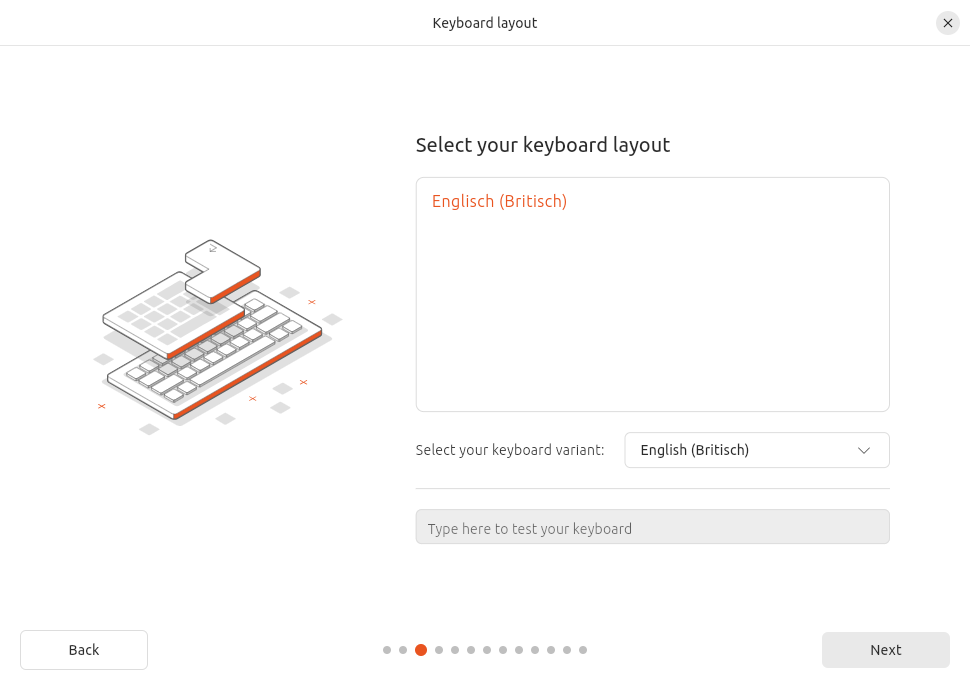 Keyboard layout
Select your keyboard layout
Englisch (Britisch)
Select your keyboard variant: English (Britisch)
Type here to test your keyboard
Back Next